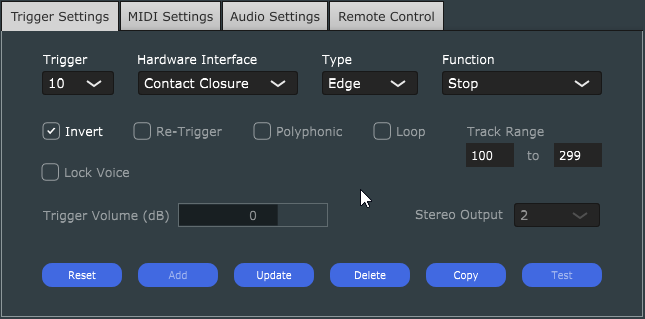 Trigger Settings MIDI Settings Audio Settings Remote Control
Trigger Hardware Interface Type Function
10 Contact Closure Edge Stop
Invert Re-Trigger Polyphonic Loop Track Range
100 to 299
Lock Voice
Trigger Volume (dB) 0 Stereo Output 2
Reset Add Update Delete Copy Test